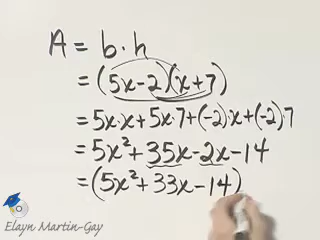 A = b·h
= (5x-2)(x+7)
= 5x·x+5x·7+(-2)·x+(-2)·7
= 5x²+35x-2x-14
= (5x²+33x-14)
Elayn Martin-Gay